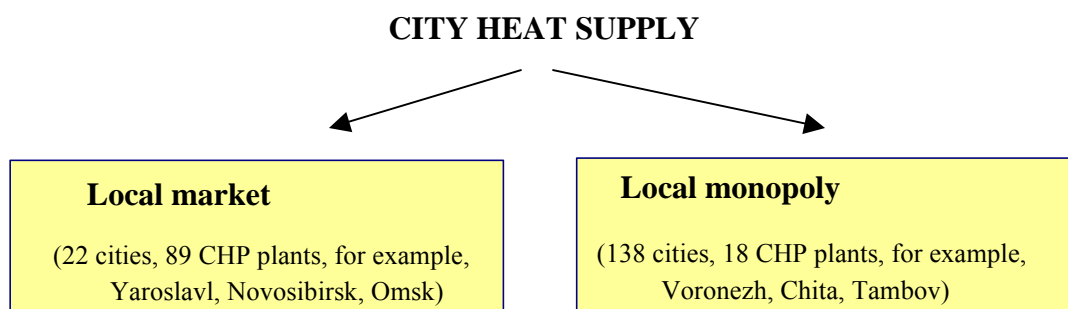 CITY HEAT SUPPLY
Local market
(22 cities, 89 CHP plants, for example,
Yaroslavl, Novosibirsk, Omsk)
Local monopoly
(138 cities, 18 CHP plants, for example,
Voronezh, Chita, Tambov)